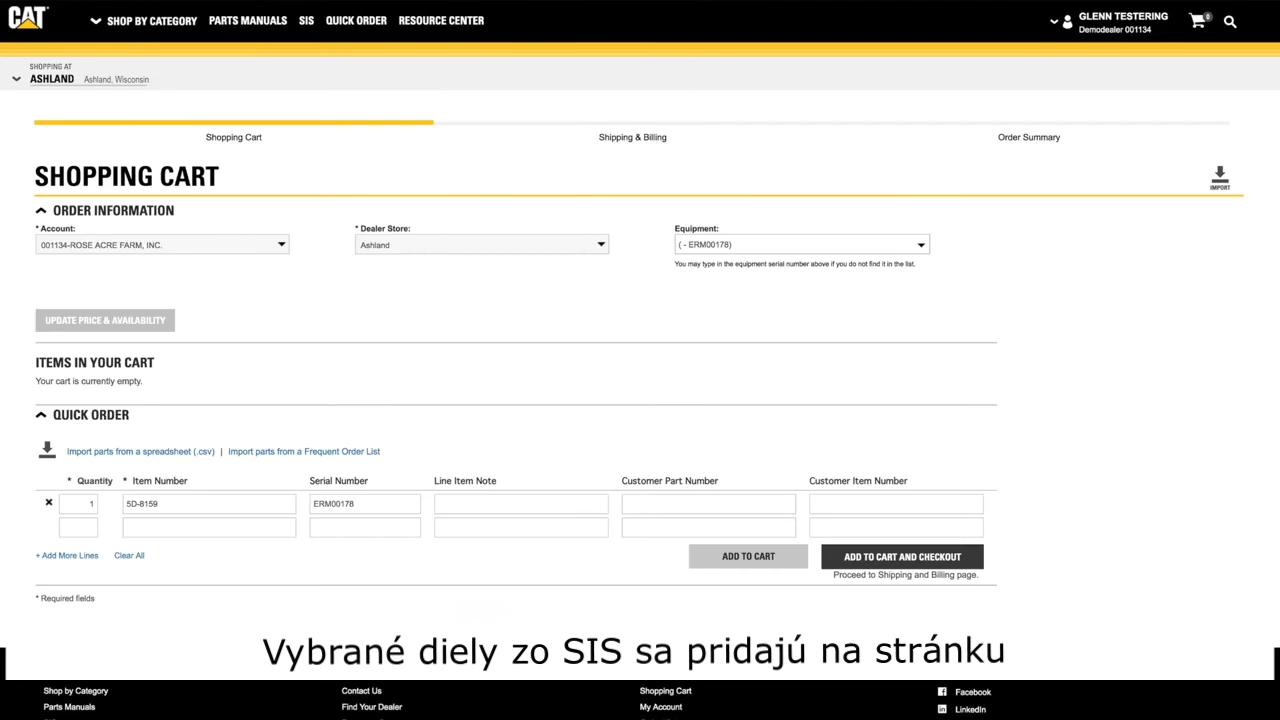 CAT
SHOP BY CATEGORY PARTS MANUALS SIS QUICK ORDER RESOURCE CENTER
GLENN TESTERING
Demodealer 001134
0
SHOPPING AT
ASHLAND Ashland, Wisconsin
Shopping Cart Shipping & Billing Order Summary
SHOPPING CART
IMPORT
ORDER INFORMATION
* Account: * Dealer Store: Equipment:
001134-ROSE ACRE FARM, INC. Ashland ( - ERM00178)
You may type in the equipment serial number above if you do not find it in the list.
UPDATE PRICE & AVAILABILITY
ITEMS IN YOUR CART
Your cart is currently empty.
QUICK ORDER
Import parts from a spreadsheet (.csv) | Import parts from a Frequent Order List
* Quantity * Item Number Serial Number Line Item Note Customer Part Number Customer Item Number
1 5D-8159 ERM00178
+ Add More Lines Clear All ADD TO CART ADD TO CART AND CHECKOUT
Proceed to Shipping and Billing page.
* Required fields
Vybrané diely zo SIS sa pridajú na stránku
Shop by Category Contact Us Shopping Cart Facebook
Parts Manuals Find Your Dealer My Account LinkedIn